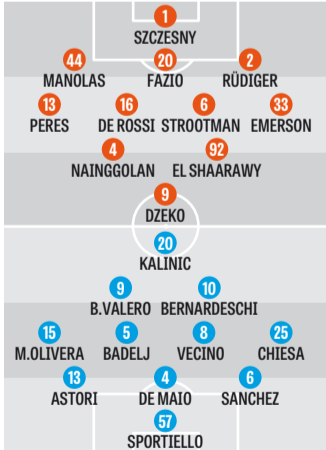 1
SZCZESNY
44 20 2
MANOLAS FAZIO RÜDIGER
13 16 6 33
PERES DE ROSSI STROOTMAN EMERSON
4 92
NAINGGOLAN EL SHAARAWY
9
DZEKO
20
KALINIC
9 10
B.VALERO BERNARDESCHI
15 5 8 25
M.OLIVERA BADELJ VECINO CHIESA
13 4 6
ASTORI DE MAIO SANCHEZ
57
SPORTIELLO